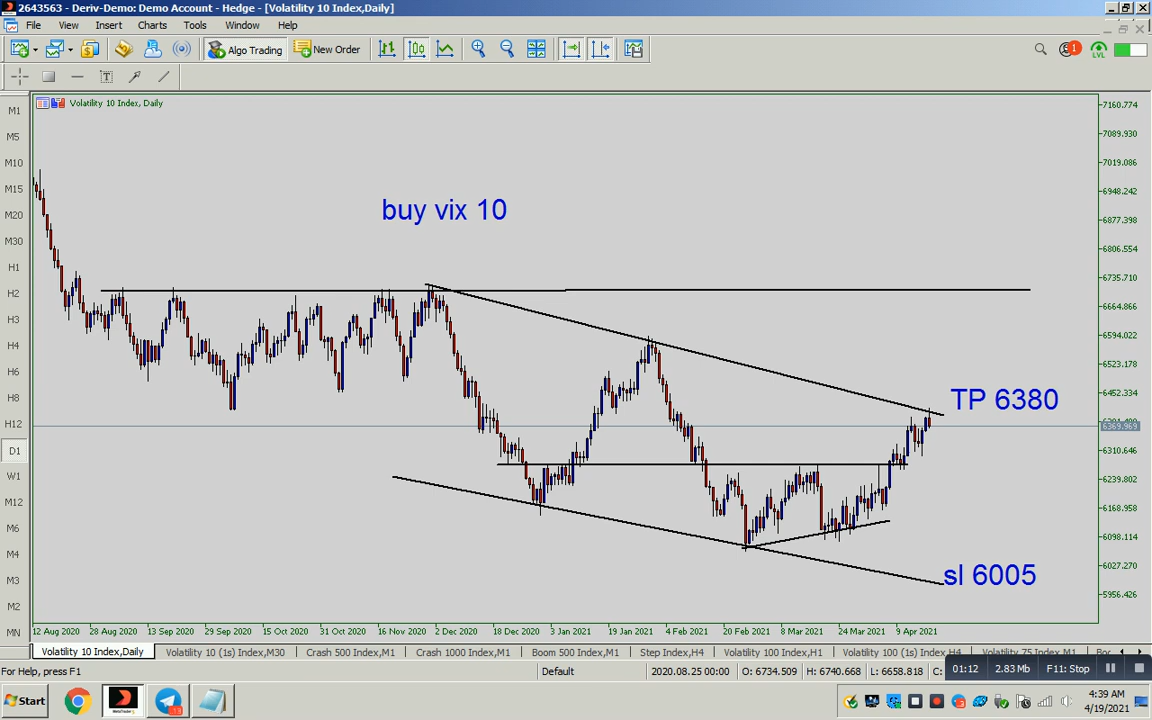 2643563 - Deriv-Demo: Demo Account - Hedge - [Volatility 10 Index,Daily]
File View Insert Charts Tools Window Help
Algo Trading New Order
1
LVL
T
Volatility 10 Index, Daily
M1
M5
M10
M15
M20
M30
H1
H2
H3
H4
H6
H8
H12
D1
W1
M12
M6
M4
M3
M2
MN
buy vix 10
TP 6380
sl 6005
7160.774
7089.930
7019.086
6948.242
6877.398
6806.554
6735.710
6664.866
6594.022
6523.178
6452.334
6369.969
6310.646
6239.802
6168.958
6098.114
6027.270
5956.426
12 Aug 2020 28 Aug 2020 13 Sep 2020 29 Sep 2020 15 Oct 2020 31 Oct 2020 16 Nov 2020 2 Dec 2020 18 Dec 2020 3 Jan 2021 19 Jan 2021 4 Feb 2021 20 Feb 2021 8 Mar 2021 24 Mar 2021 9 Apr 2021
Volatility 10 Index,Daily Volatility 10 (1s) Index,M30 Crash 500 Index,M1 Crash 1000 Index,M1 Boom 500 Index,M1 Step Index,H4 Volatility 100 Index,H1 Volatility 100 (1s) Index,H4 Volatility 75 Index,M1 Boo
For Help, press F1 Default 2020.08.25 00:00 O: 6734.509 H: 6740.668 L: 6658.818 C: 01:12 2.83 Mb F11: Stop
Start 4:39 AM
4/19/2021